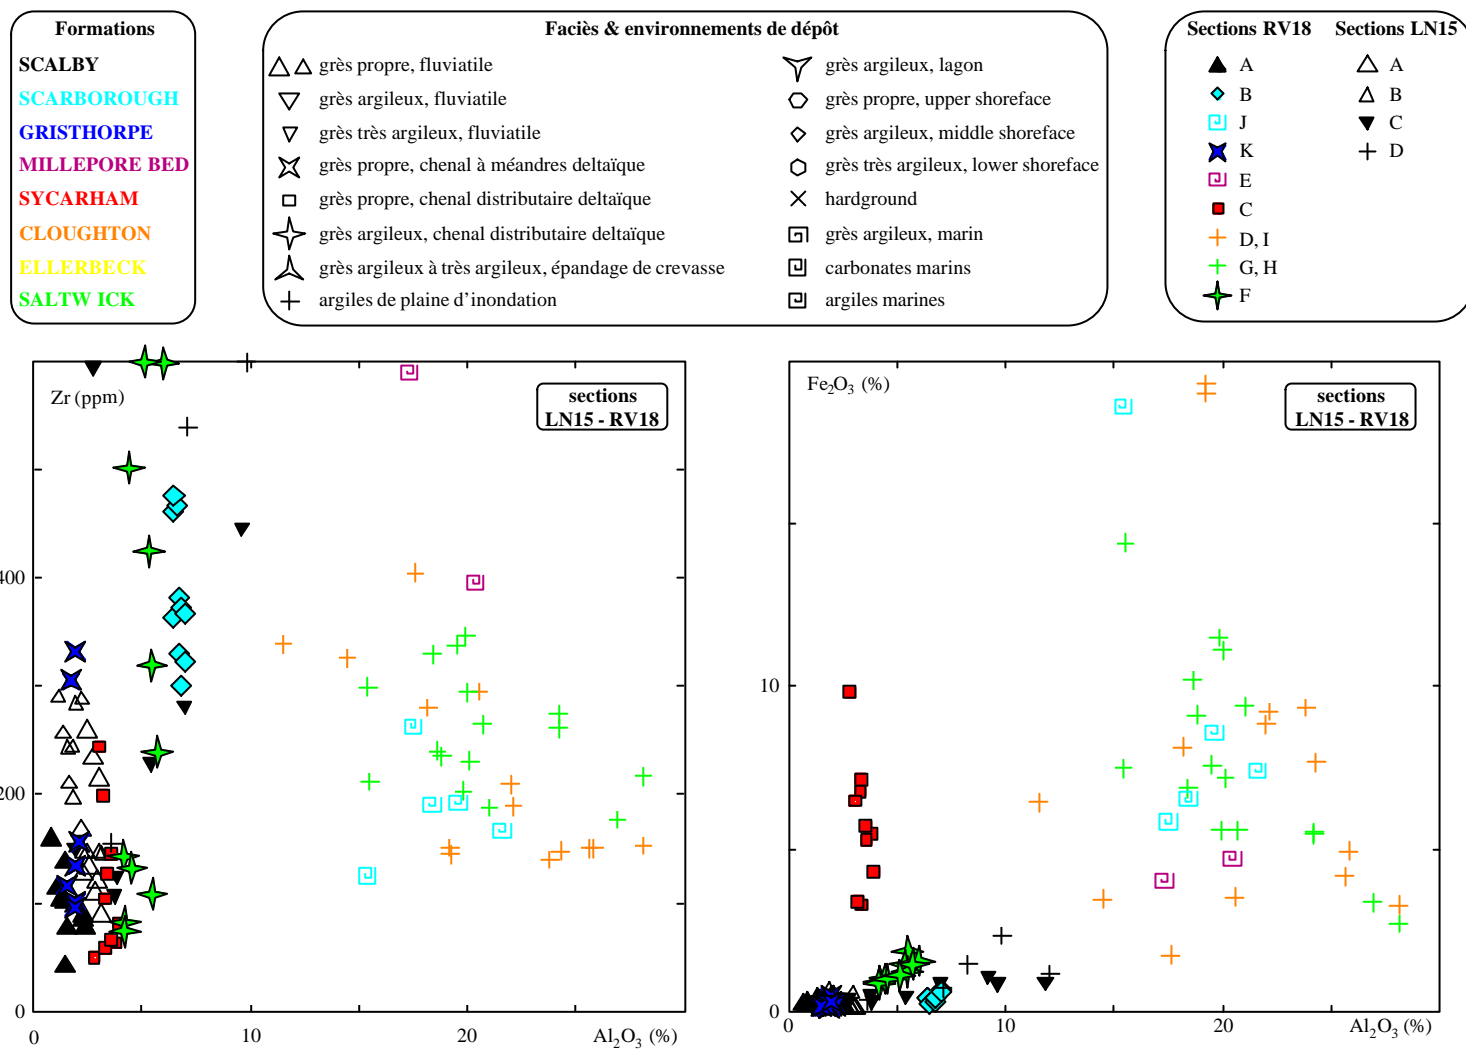 Formations
SCALBY
SCARBOROUGH
GRISTHORPE
MILLEPORE BED
SYCARHAM
CLOUGHTON
ELLERBECK
SALTW ICK
Faciès & environnements de dépôt
grès propre, fluviatile
grès argileux, fluviatile
grès très argileux, fluviatile
grès propre, chenal à méandres deltaïque
grès propre, chenal distributaire deltaïque
grès argileux, chenal distributaire deltaïque
grès argileux à très argileux, épandage de crevasse
argiles de plaine d'inondation
grès argileux, lagon
grès propre, upper shoreface
grès argileux, middle shoreface
grès très argileux, lower shoreface
hardground
grès argileux, marin
carbonates marins
argiles marines
Sections RV18
A
B
J
K
E
C
D, I
G, H
F
Sections LN15
A
B
C
D
Zr (ppm)
sections
LN15 - RV18
400
200
0
0
10
20
Al₂O₃ (%)
Fe₂O₃ (%)
sections
LN15 - RV18
10
0
0
10
20
Al₂O₃ (%)